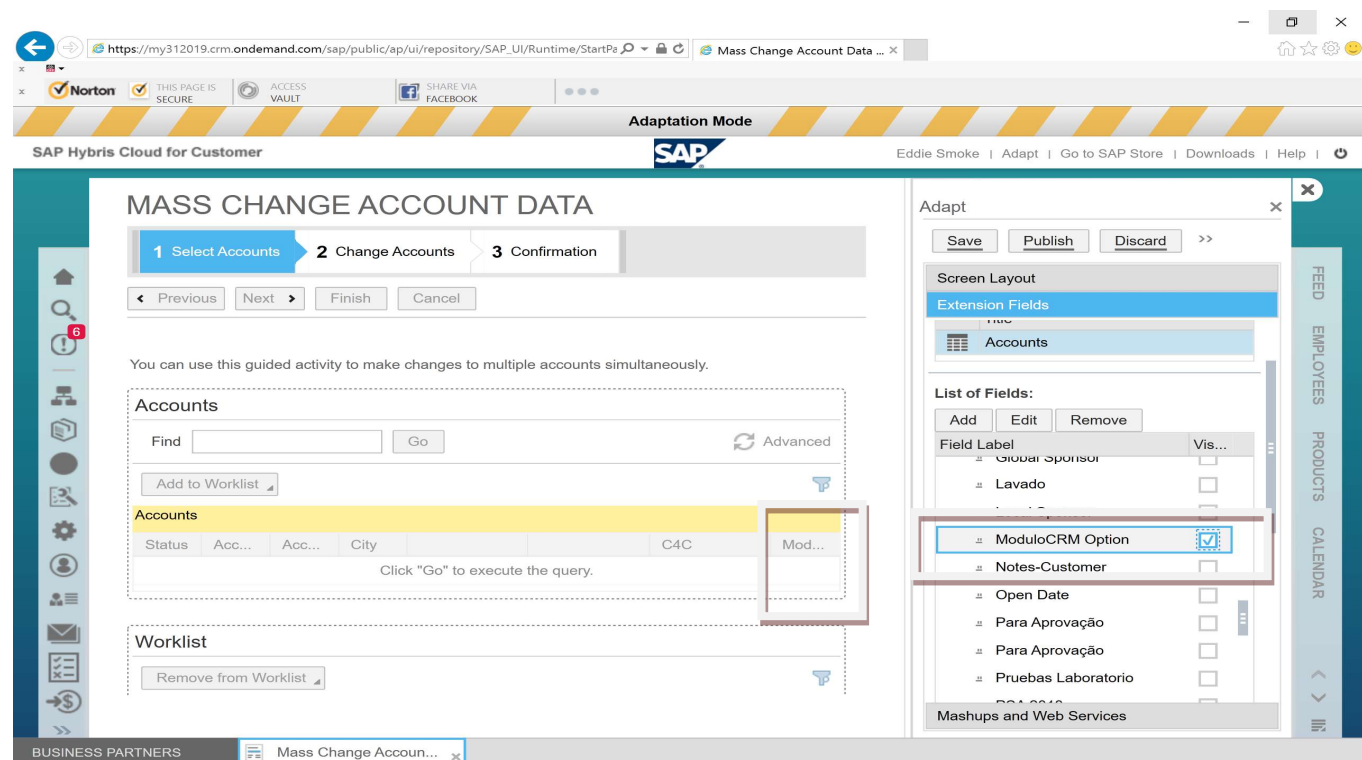 https://my312019.crm.ondemand.com/sap/public/ap/ui/repository/SAP_UI/Runtime/StartPa
Mass Change Account Data ...
Norton
THIS PAGE IS SECURE
ACCESS VAULT
SHARE VIA FACEBOOK
Adaptation Mode
SAP Hybris Cloud for Customer
SAP
Eddie Smoke | Adapt | Go to SAP Store | Downloads | Help |
MASS CHANGE ACCOUNT DATA
1 Select Accounts 2 Change Accounts 3 Confirmation
Previous Next Finish Cancel
6
You can use this guided activity to make changes to multiple accounts simultaneously.
Accounts
Find Go Advanced
Add to Worklist
Accounts
Status Acc... Acc... City C4C Mod...
Click "Go" to execute the query.
Worklist
Remove from Worklist
Adapt
Save Publish Discard >>
Screen Layout
Extension Fields
Title
Accounts
List of Fields:
Add Edit Remove
Field Label Vis...
Global Sponsor
Lavado
ModuloCRM Option
Notes-Customer
Open Date
Para Aprovação
Para Aprovação
Pruebas Laboratorio
Mashups and Web Services
FEED
EMPLOYEES
PRODUCTS
CALENDAR
BUSINESS PARTNERS
Mass Change Accoun...